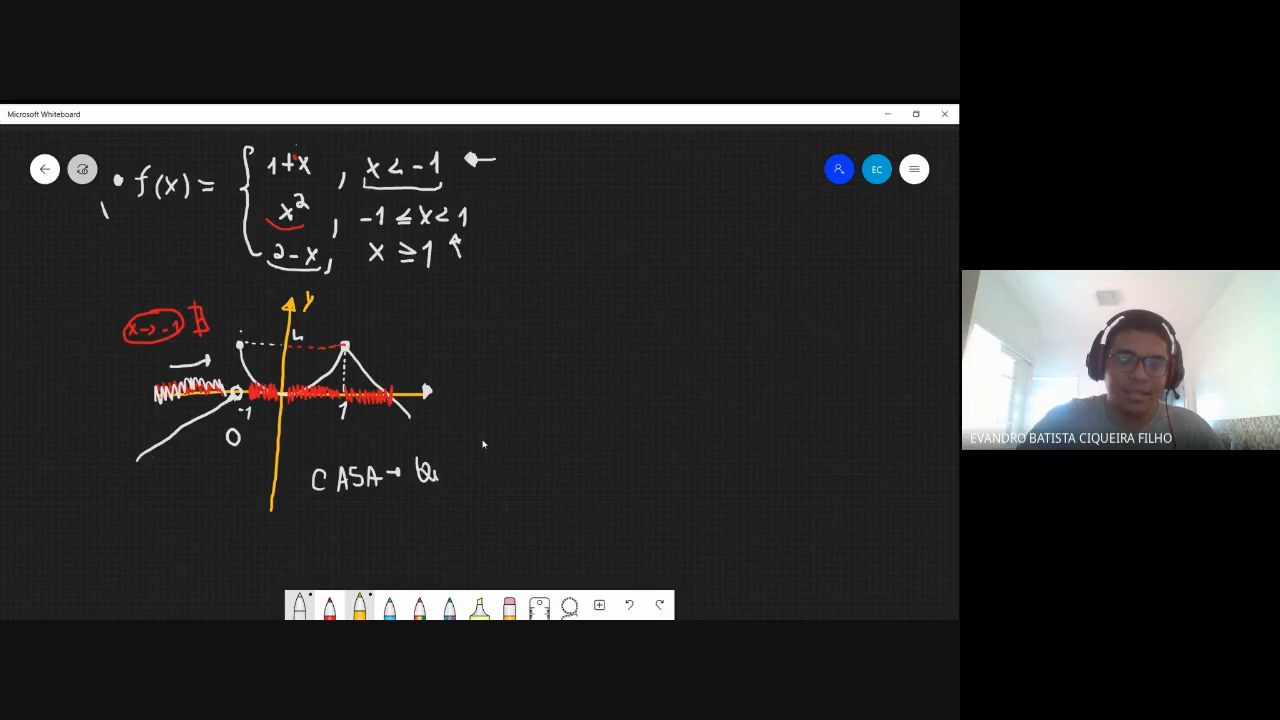 Microsoft Whiteboard
EC
f(x) = { 1+x , x < -1
x² , -1 ≤ x < 1
2-x , x ≥ 1
y
x → -1
-1
1
0
CASA →
EVANDRO BATISTA CIQUEIRA FILHO